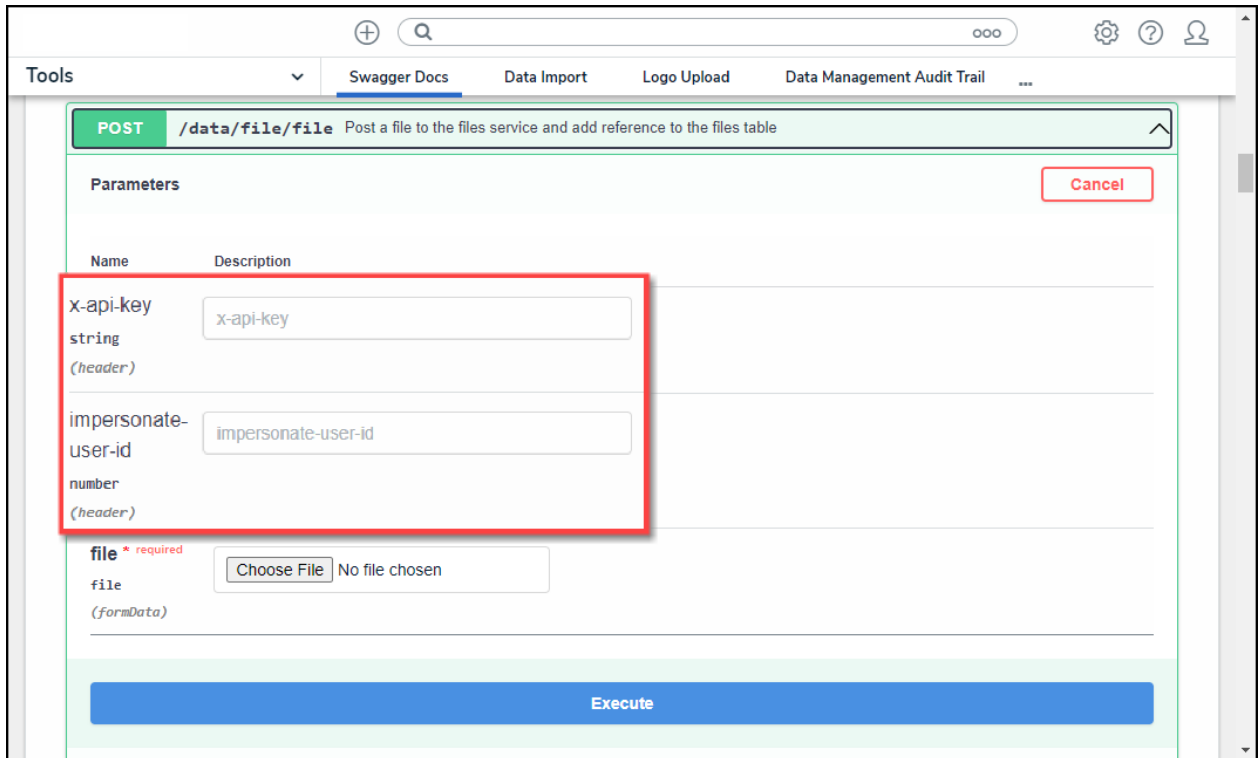 Tools
Swagger Docs
Data Import
Logo Upload
Data Management Audit Trail
...
POST /data/file/file Post a file to the files service and add reference to the files table
Parameters
Cancel
Name Description
x-api-key
x-api-key
string
(header)
impersonate-
user-id
impersonate-user-id
number
(header)
file * required
Choose File No file chosen
file
(formData)
Execute